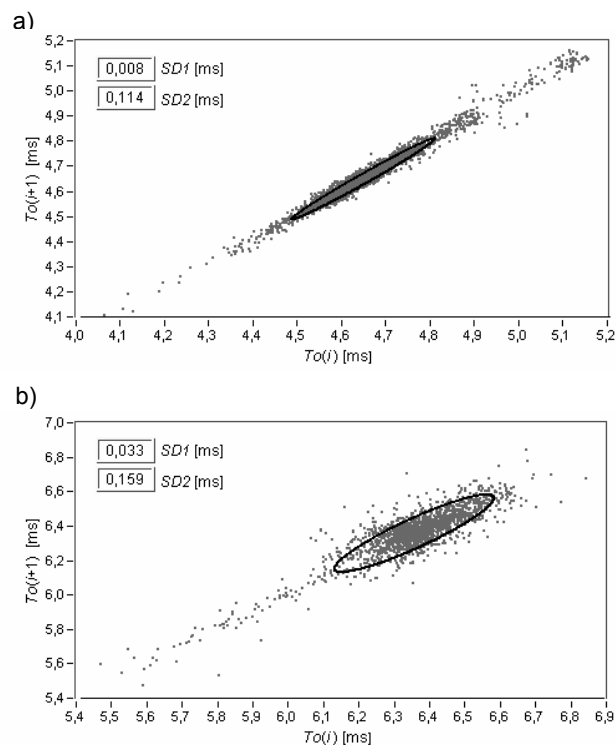 a)
5,2
5,1
5,0
4,9
4,8
4,7
4,6
4,5
4,4
4,3
4,2
4,1
To(i+1) [ms]
0,008 SD1 [ms]
0,114 SD2 [ms]
4,0 4,1 4,2 4,3 4,4 4,5 4,6 4,7 4,8 4,9 5,0 5,1 5,2
To(i) [ms]
b)
7,0
6,8
6,6
6,4
6,2
6,0
5,8
5,6
5,4
To(i+1) [ms]
0,033 SD1 [ms]
0,159 SD2 [ms]
5,4 5,5 5,6 5,7 5,8 5,9 6,0 6,1 6,2 6,3 6,4 6,5 6,6 6,7 6,8 6,9
To(i) [ms]